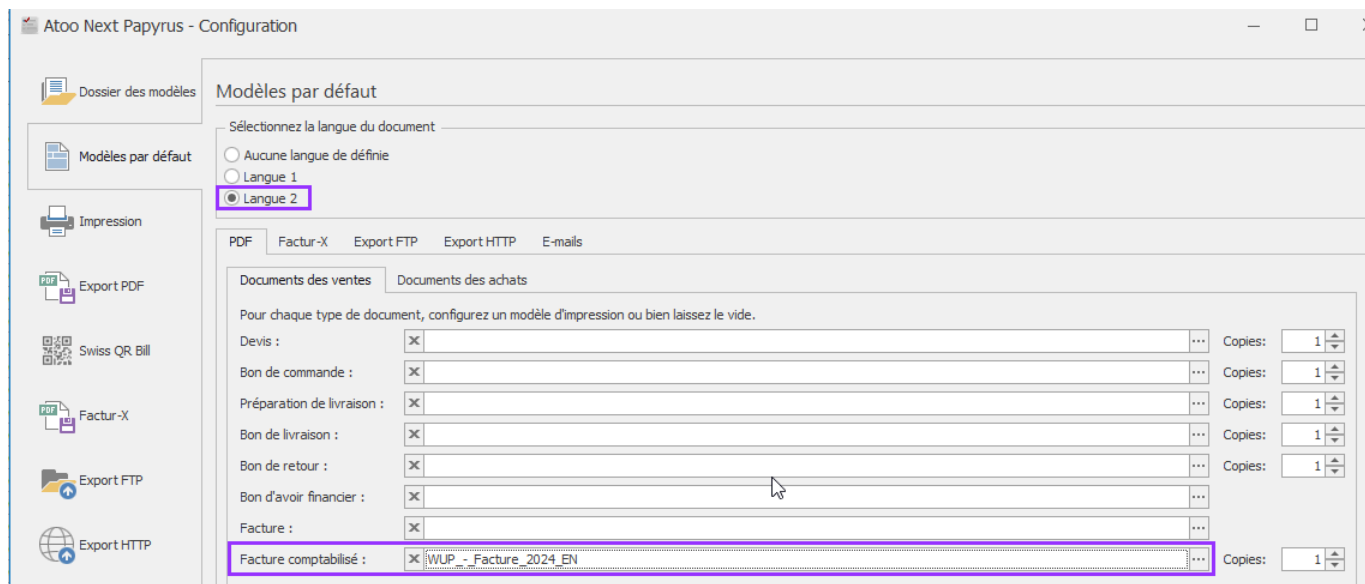 Atoo Next Papyrus - Configuration
Dossier des modèles
Modèles par défaut
Impression
Export PDF
Swiss QR Bill
Factur-X
Export FTP
Export HTTP
Modèles par défaut
Sélectionnez la langue du document
Aucune langue de définie
Langue 1
Langue 2
PDF Factur-X Export FTP Export HTTP E-mails
Documents des ventes Documents des achats
Pour chaque type de document, configurez un modèle d'impression ou bien laissez le vide.
Devis : ... Copies: 1
Bon de commande : ... Copies: 1
Préparation de livraison : ... Copies: 1
Bon de livraison : ... Copies: 1
Bon de retour : ... Copies: 1
Bon d'avoir financier : ...
Facture : ...
Facture comptabilisé : WUP_-_Facture_2024_EN ... Copies: 1